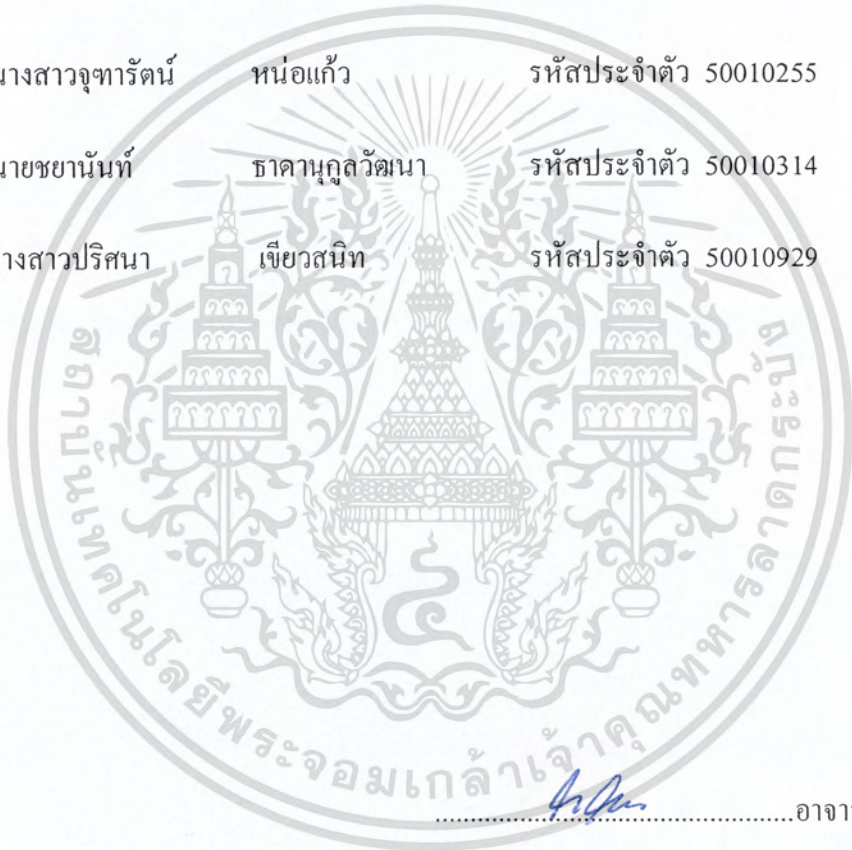 นางสาวจุฑารัตน์ หน่อแก้ว รหัสประจำตัว 50010255
นายชยานันท์ ธาดานุกูลวัฒนา รหัสประจำตัว 50010314
นางสาวปริศนา เขียวสนิท รหัสประจำตัว 50010929
สถาบันเทคโนโลยีพระจอมเกล้าเจ้าคุณทหารลาดกระบัง